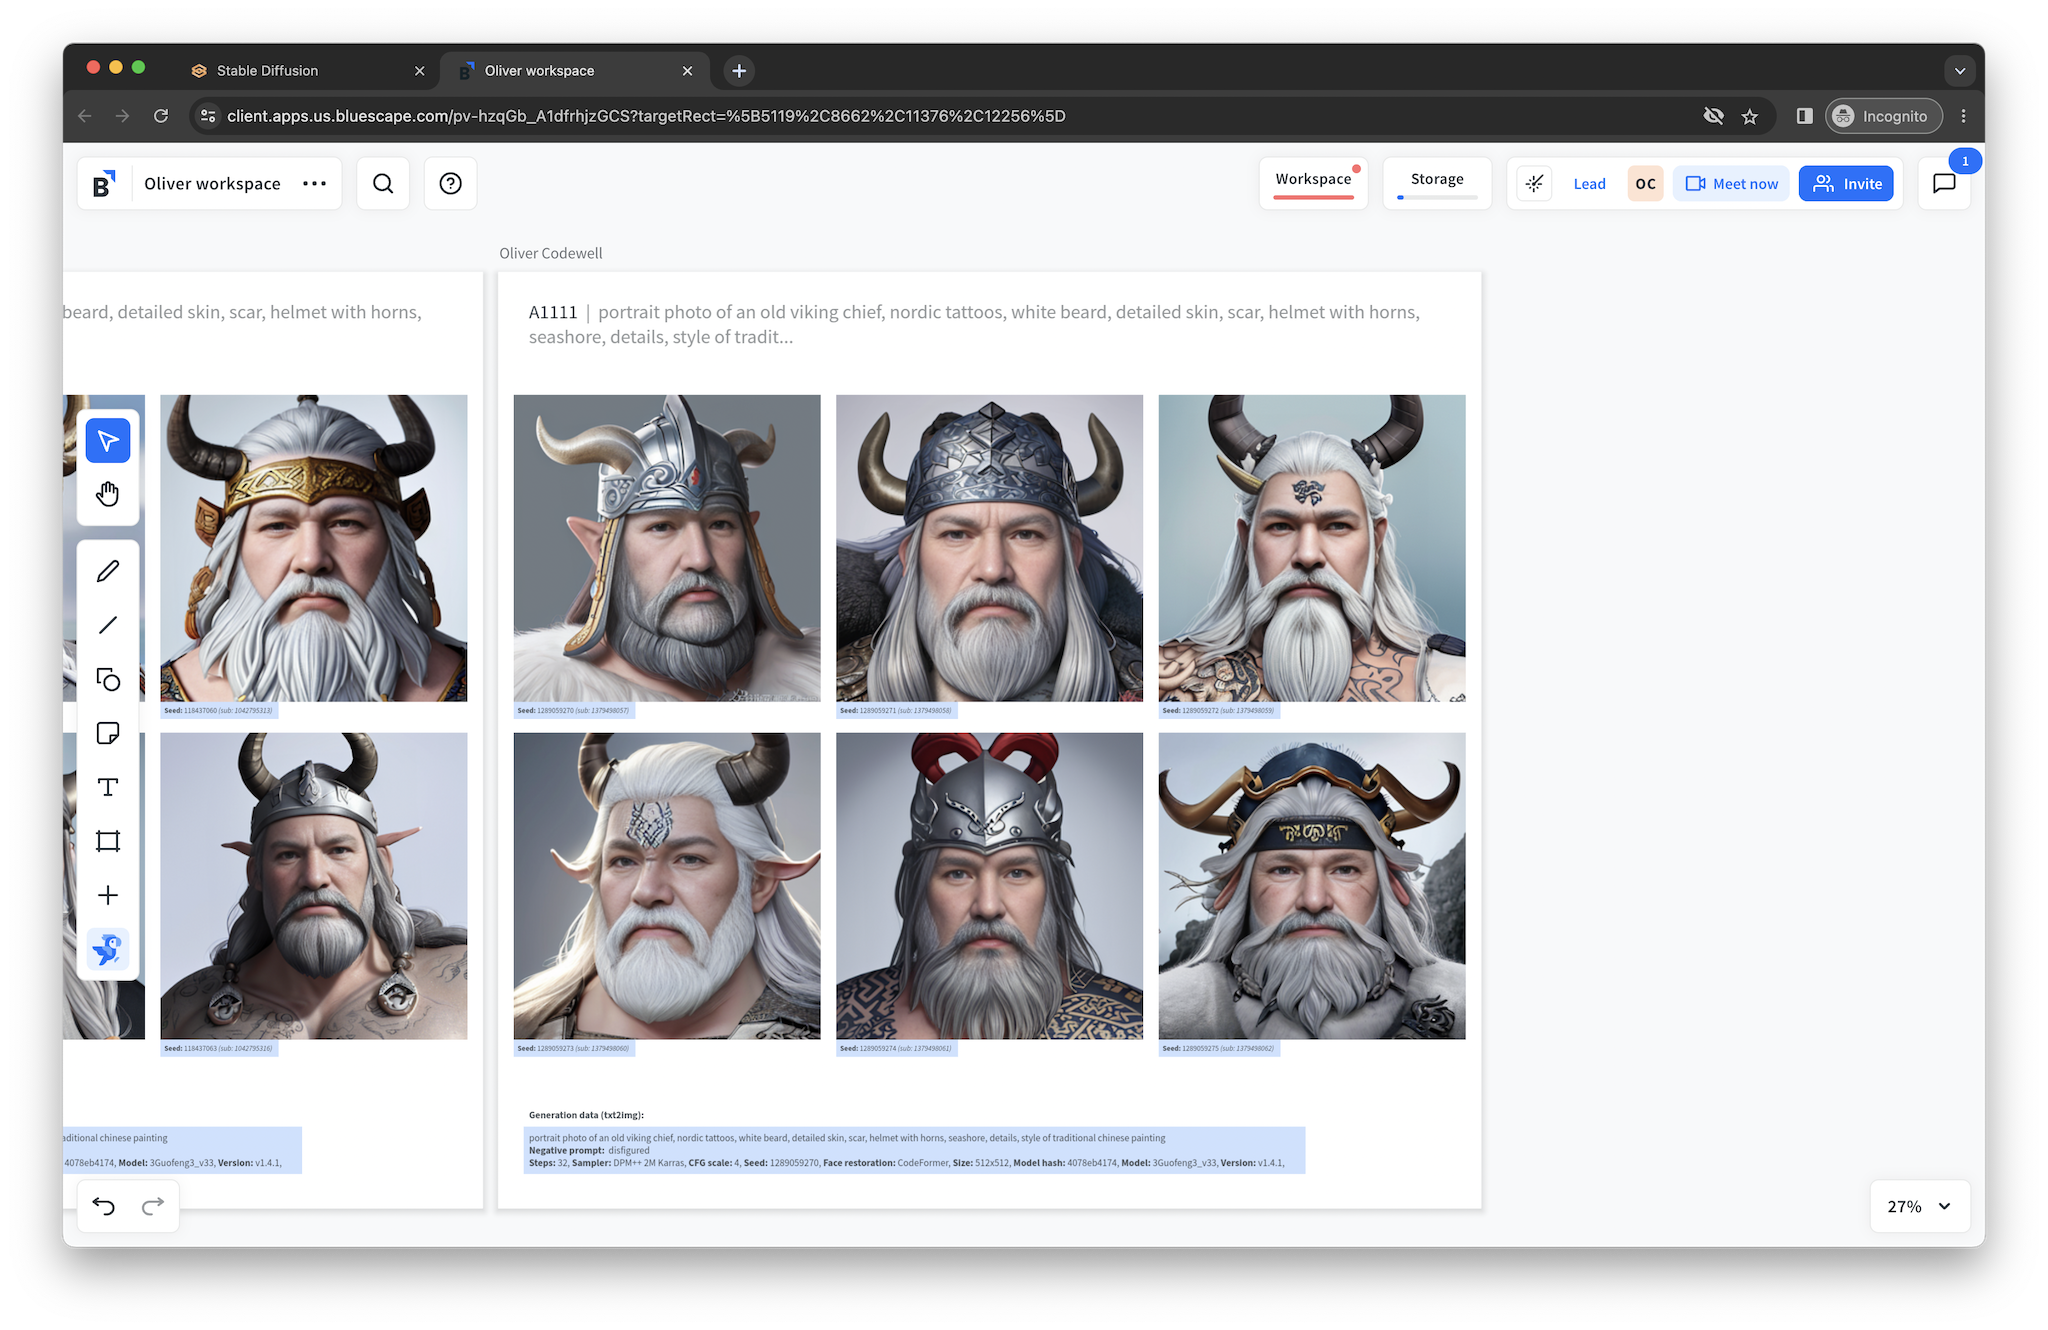 Stable Diffusion
Oliver workspace
client.apps.us.bluescape.com/pv-hzqGb_A1dfrhjzGCS?targetRect=%5B5119%2C8662%2C11376%2C12256%5D
Incognito
B
Oliver workspace
Workspace
Storage
Lead
OC
Meet now
Invite
1
Oliver Codewell
beard, detailed skin, scar, helmet with horns,
A1111 | portrait photo of an old viking chief, nordic tattoos, white beard, detailed skin, scar, helmet with horns,
seashore, details, style of tradit...
Seed: 118437060 (sub: 1042795313)
Seed: 1289059270 (sub: 1379498057)
Seed: 1289059271 (sub: 1379498058)
Seed: 1289059272 (sub: 1379498059)
Seed: 118437063 (sub: 1042795316)
Seed: 1289059273 (sub: 1379498060)
Seed: 1289059274 (sub: 1379498061)
Seed: 1289059275 (sub: 1379498062)
aditional chinese painting
4078eb4174, Model: 3Guofeng3_v33, Version: v1.4.1,
Generation data (txt2img):
portrait photo of an old viking chief, nordic tattoos, white beard, detailed skin, scar, helmet with horns, seashore, details, style of traditional chinese painting
Negative prompt: disfigured
Steps: 32, Sampler: DPM++ 2M Karras, CFG scale: 4, Seed: 1289059270, Face restoration: CodeFormer, Size: 512x512, Model hash: 4078eb4174, Model: 3Guofeng3_v33, Version: v1.4.1,
27%